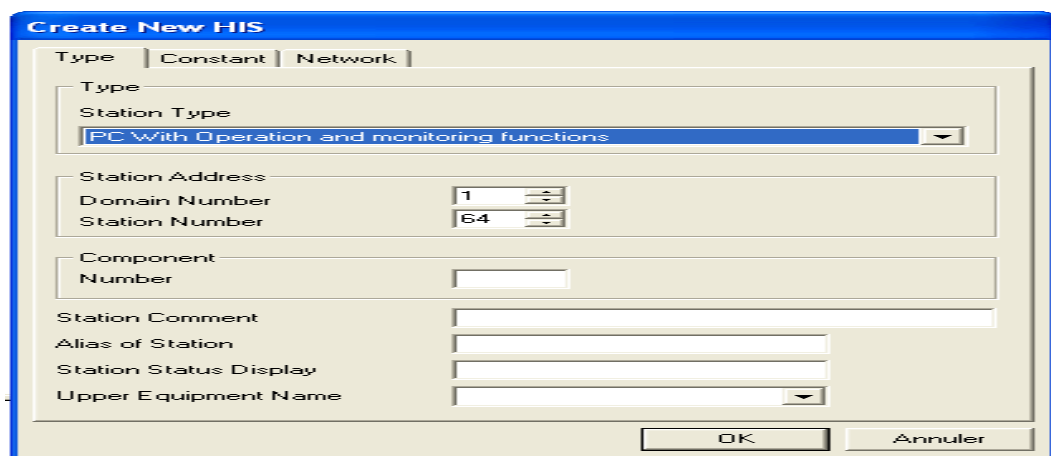 Create New HIS
Type Constant Network
Type
Station Type
PC With Operation and monitoring functions
Station Address
Domain Number 1
Station Number 64
Component
Number
Station Comment
Alias of Station
Station Status Display
Upper Equipment Name
OK Annuler